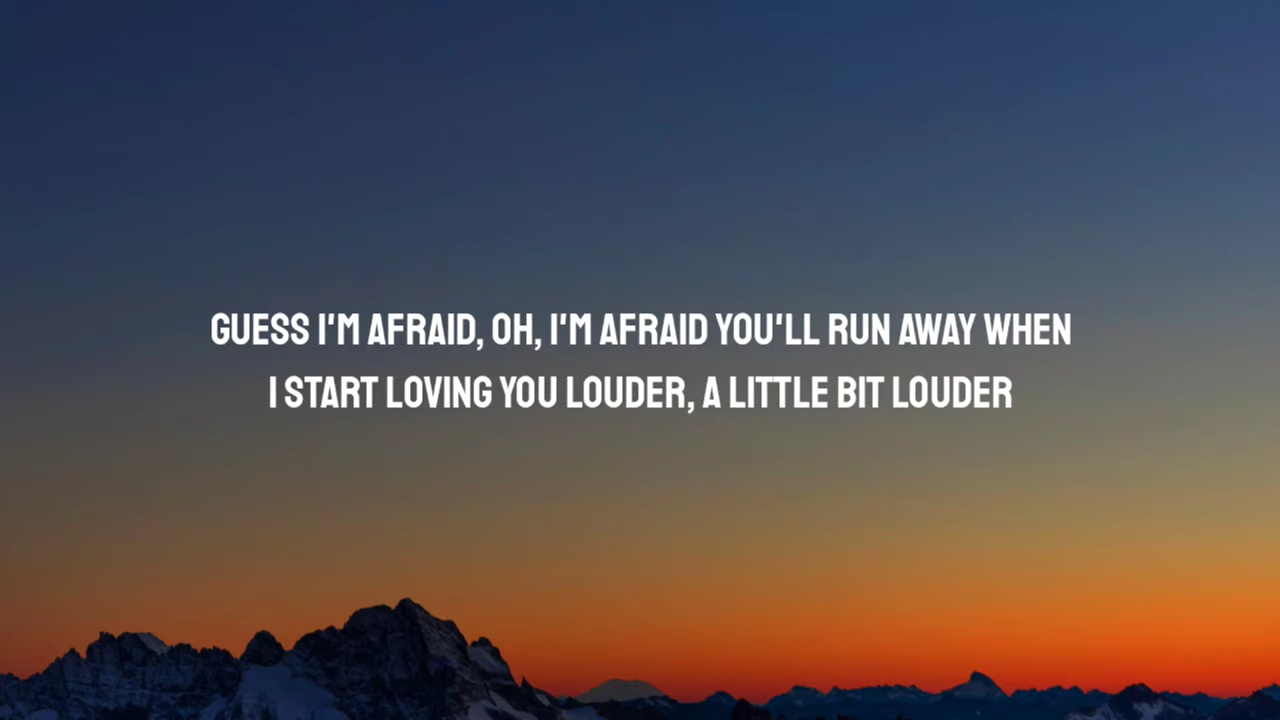 GUESS I'M AFRAID, OH, I'M AFRAID YOU'LL RUN AWAY WHEN
I START LOVING YOU LOUDER, A LITTLE BIT LOUDER